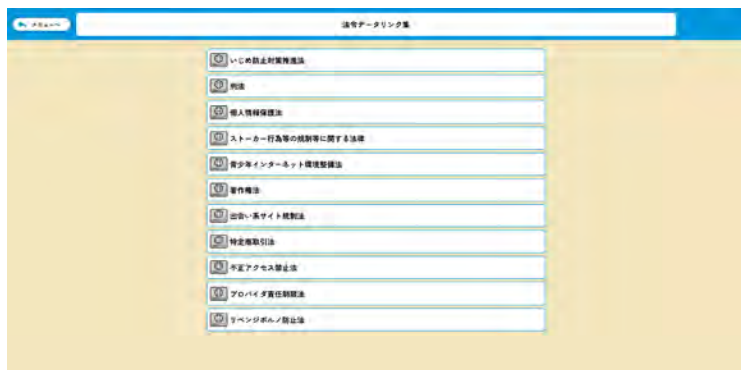 メニューへ
法令データリンク集
いじめ防止対策推進法
刑法
個人情報保護法
ストーカー行為等の規制等に関する法律
青少年インターネット環境整備法
著作権法
出会い系サイト規制法
特定商取引法
不正アクセス禁止法
プロバイダ責任制限法
リベンジポルノ防止法